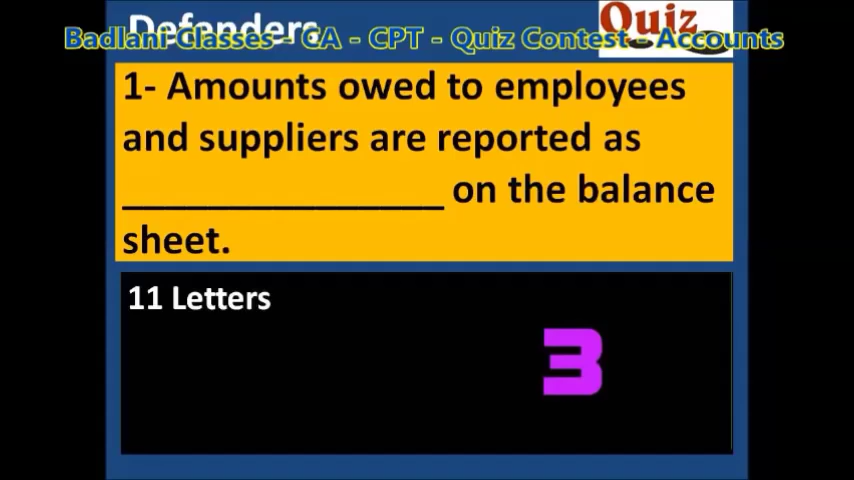 Defenders
Quiz
Badlani Classes - CA - CPT - Quiz Contest - Accounts
1- Amounts owed to employees
and suppliers are reported as
________________ on the balance
sheet.
11 Letters
3